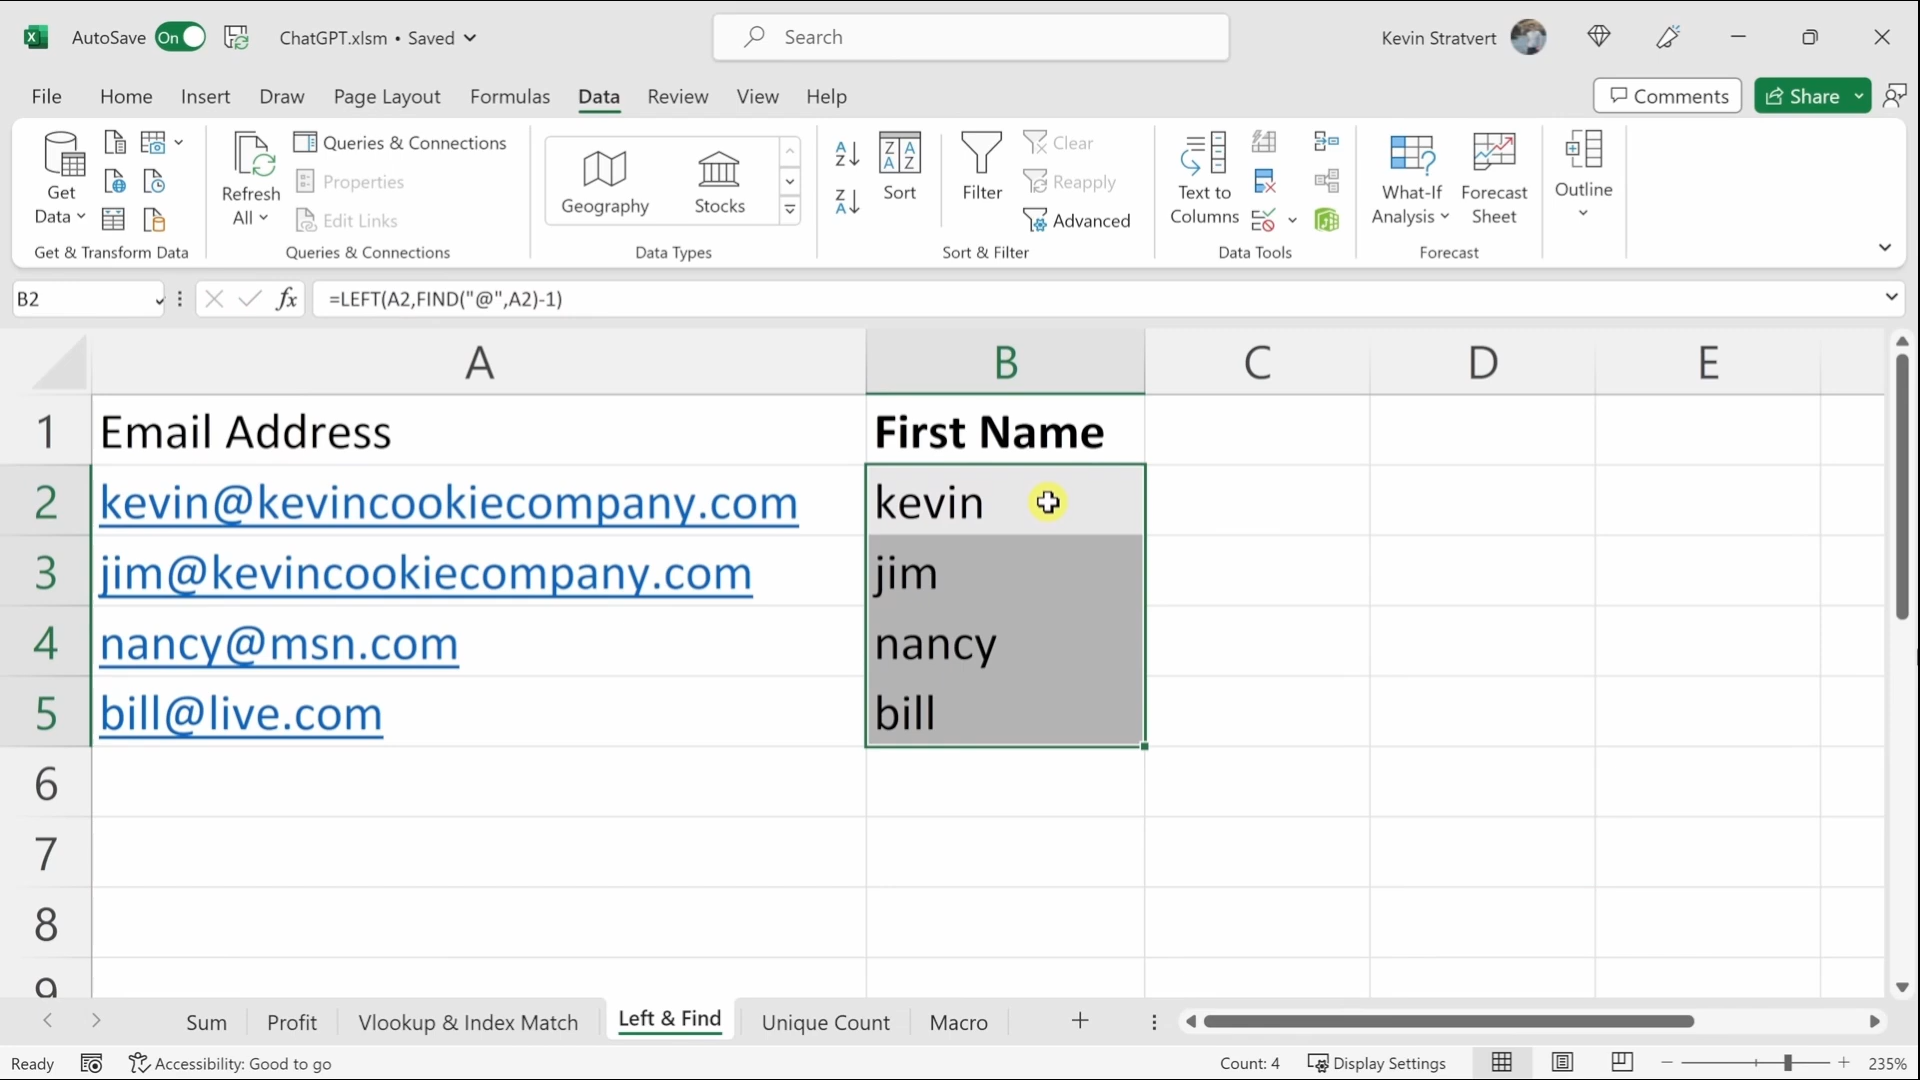 AutoSave On ChatGPT.xlsm • Saved Search Kevin Stratvert
File Home Insert Draw Page Layout Formulas Data Review View Help Comments Share
Get Data
Refresh All
Queries & Connections
Properties
Edit Links
Geography
Stocks
Sort
Filter
Clear
Reapply
Advanced
Text to Columns
What-If Analysis
Forecast Sheet
Outline
Get & Transform Data Queries & Connections Data Types Sort & Filter Data Tools Forecast
B2 fx =LEFT(A2,FIND("@",A2)-1)
A B C D E
1 Email Address First Name
2 kevin@kevincookiecompany.com kevin
3 jim@kevincookiecompany.com jim
4 nancy@msn.com nancy
5 bill@live.com bill
6
7
8
9
Sum Profit Vlookup & Index Match Left & Find Unique Count Macro
Ready Accessibility: Good to go Count: 4 Display Settings 235%